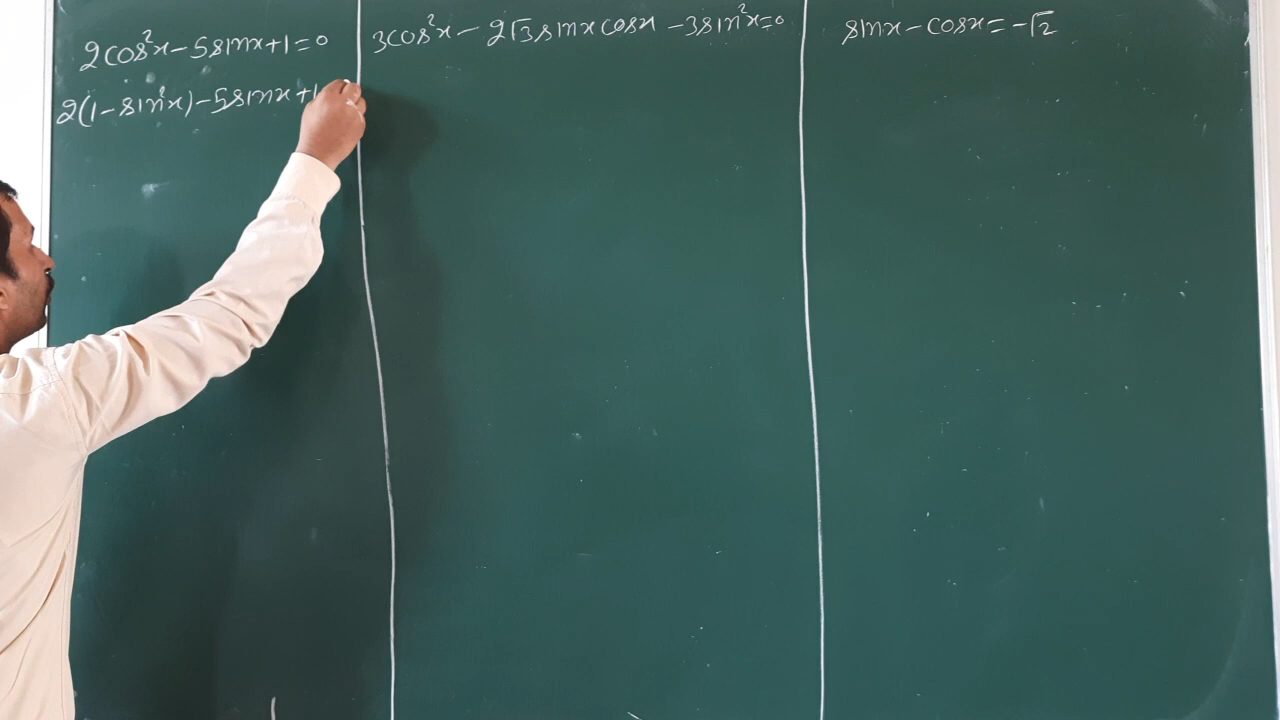 2cos²x - 5sinx + 1 = 0
2(1 - sin²x) - 5sinx + 1
3cos²x - 2√3 sinx cosx - 3sin²x = 0
sinx - cosx = -√2